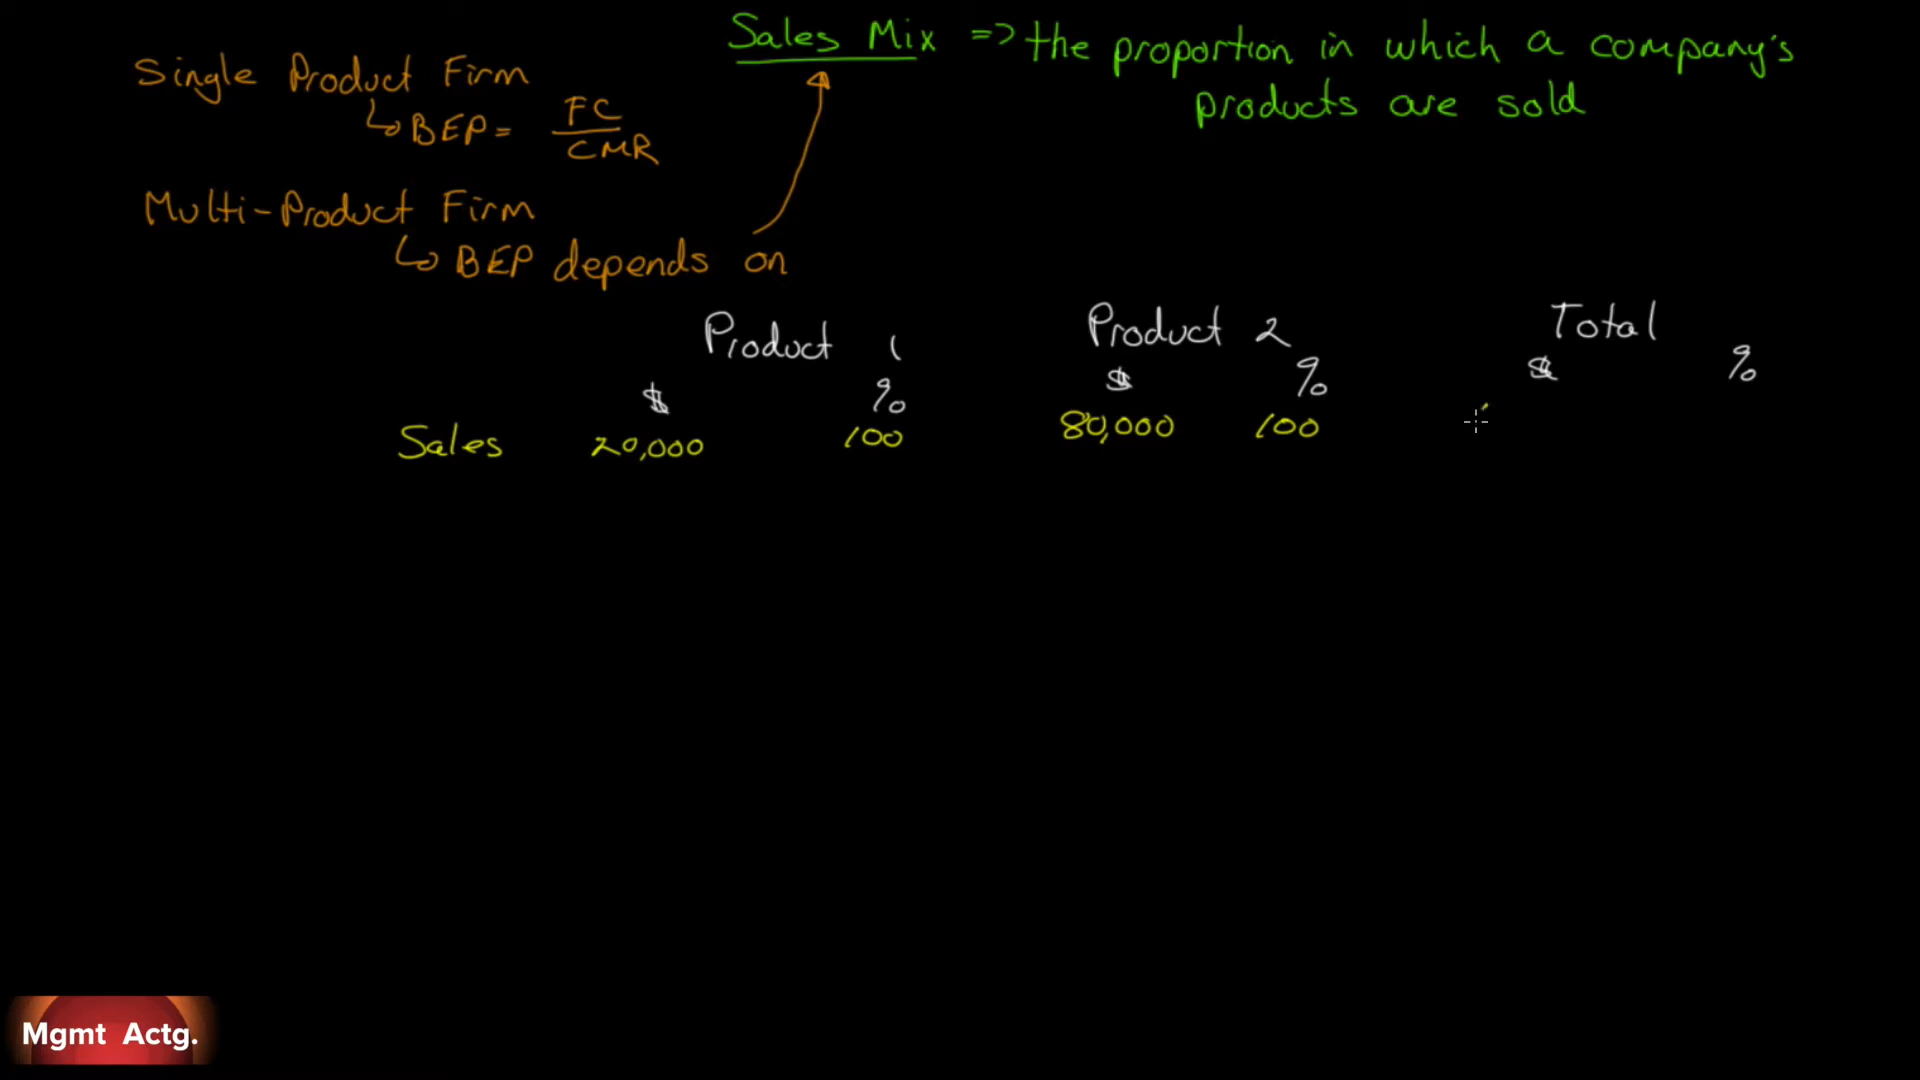 Sales Mix => the proportion in which a company's
products are sold
Single Product Firm
↳ BEP = FC
CMR
Multi-Product Firm
↳ BEP depends on
Product 1 Product 2 Total
$ % $ % $ %
Sales 20,000 100 80,000 100
Mgmt Actg.